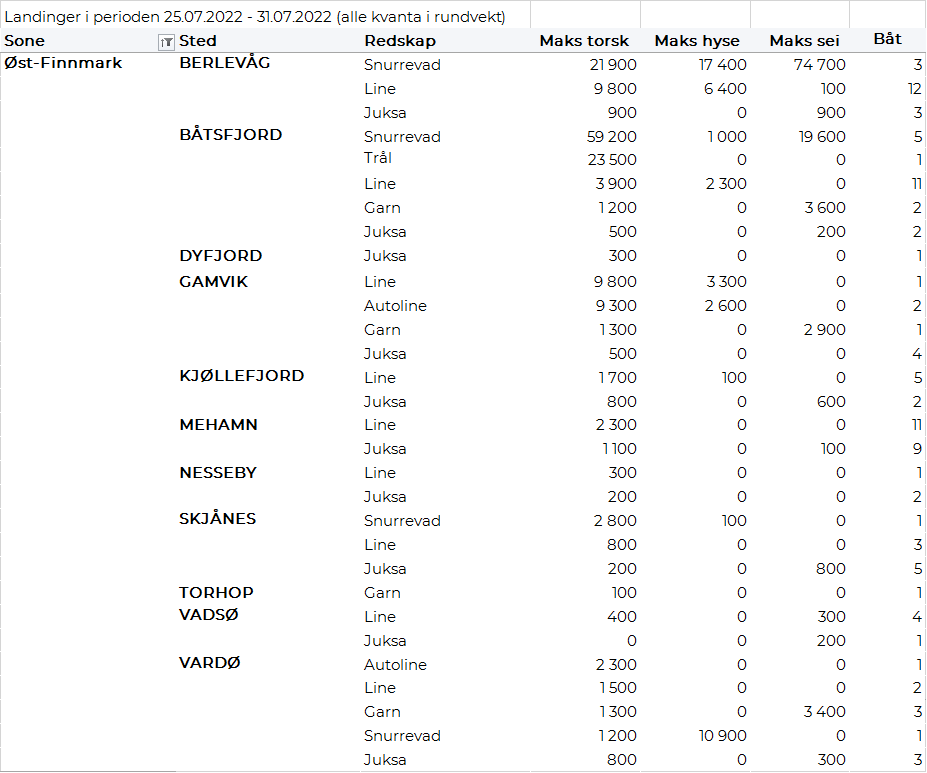 Landinger i perioden 25.07.2022 - 31.07.2022 (alle kvanta i rundvekt)
Sone Sted Redskap Maks torsk Maks hyse Maks sei Båt
Øst-Finnmark BERLEVÅG Snurrevad 21 900 17 400 74 700 3
Line 9 800 6 400 100 12
Juksa 900 0 900 3
BÅTSFJORD Snurrevad 59 200 1 000 19 600 5
Trål 23 500 0 0 1
Line 3 900 2 300 0 11
Garn 1 200 0 3 600 2
Juksa 500 0 200 2
DYFJORD Juksa 300 0 0 1
GAMVIK Line 9 800 3 300 0 1
Autoline 9 300 2 600 0 2
Garn 1 300 0 2 900 1
Juksa 500 0 0 4
KJØLLEFJORD Line 1 700 100 0 5
Juksa 800 0 600 2
MEHAMN Line 2 300 0 0 11
Juksa 1 100 0 100 9
NESSEBY Line 300 0 0 1
Juksa 200 0 0 2
SKJÅNES Snurrevad 2 800 100 0 1
Line 800 0 0 3
Juksa 200 0 800 5
TORHOP Garn 100 0 0 1
VADSØ Line 400 0 300 4
Juksa 0 0 200 1
VARDØ Autoline 2 300 0 0 1
Line 1 500 0 0 2
Garn 1 300 0 3 400 3
Snurrevad 1 200 10 900 0 1
Juksa 800 0 300 3